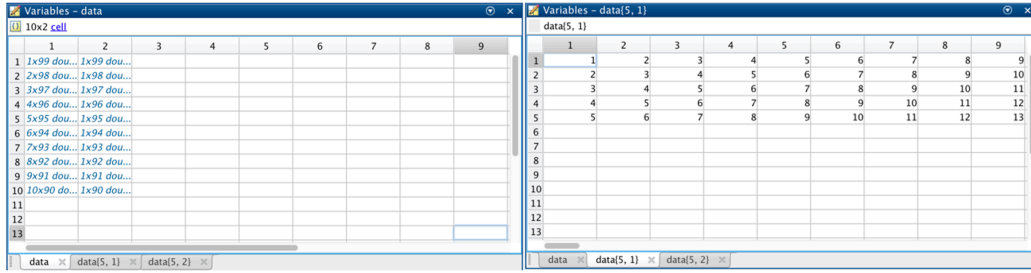 Variables - data
10x2 cell
1 2 3 4 5 6 7 8 9
1 1x99 dou... 1x99 dou...
2 2x98 dou... 1x98 dou...
3 3x97 dou... 1x97 dou...
4 4x96 dou... 1x96 dou...
5 5x95 dou... 1x95 dou...
6 6x94 dou... 1x94 dou...
7 7x93 dou... 1x93 dou...
8 8x92 dou... 1x92 dou...
9 9x91 dou... 1x91 dou...
10 10x90 do... 1x90 dou...
11
12
13
data data{5, 1} data{5, 2}
Variables - data{5, 1}
data{5, 1}
1 2 3 4 5 6 7 8 9
1 1 2 3 4 5 6 7 8 9
2 2 3 4 5 6 7 8 9 10
3 3 4 5 6 7 8 9 10 11
4 4 5 6 7 8 9 10 11 12
5 5 6 7 8 9 10 11 12 13
6
7
8
9
10
11
12
13
data data{5, 1} data{5, 2}